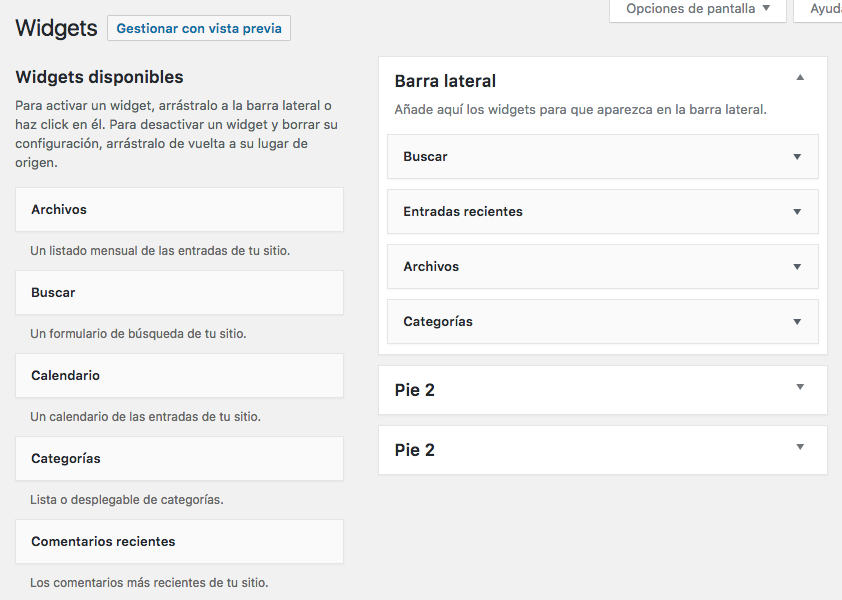 Widgets
Gestionar con vista previa
Opciones de pantalla
Widgets disponibles
Para activar un widget, arrástralo a la barra lateral o
haz click en él. Para desactivar un widget y borrar su
configuración, arrástralo de vuelta a su lugar de
origen.
Archivos
Un listado mensual de las entradas de tu sitio.
Buscar
Un formulario de búsqueda de tu sitio.
Calendario
Un calendario de las entradas de tu sitio.
Categorías
Lista o desplegable de categorías.
Comentarios recientes
Los comentarios más recientes de tu sitio.
Barra lateral
Añade aquí los widgets para que aparezca en la barra lateral.
Buscar
Entradas recientes
Archivos
Categorías
Pie 2
Pie 2